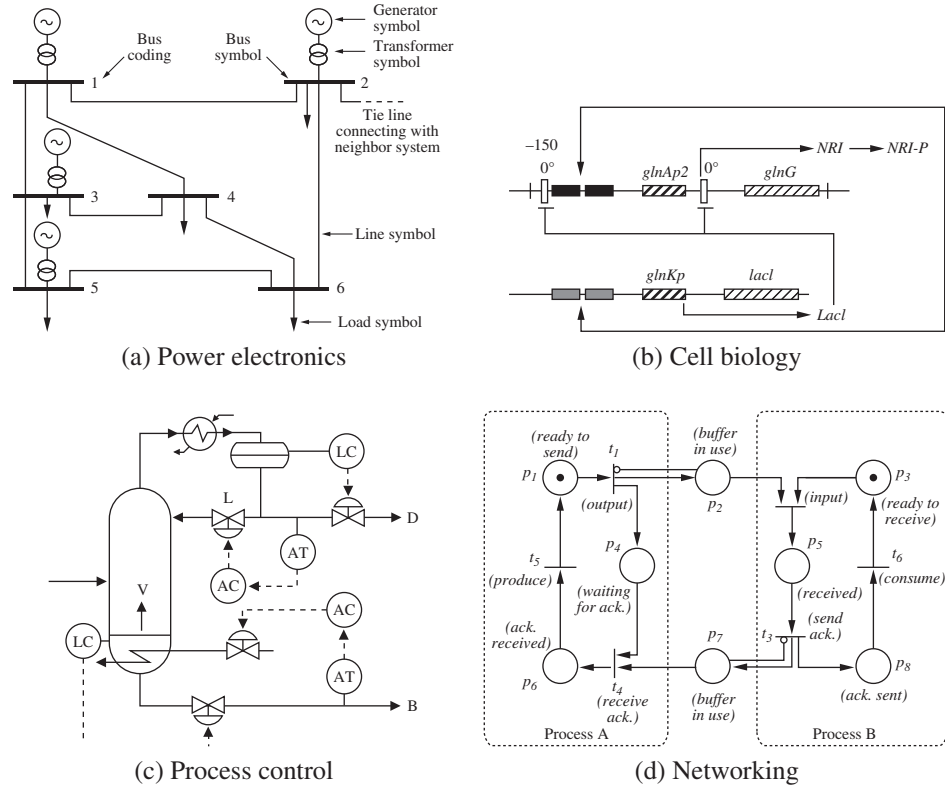 Generator
symbol
Transformer
symbol
Bus
coding
Bus
symbol
1
2
Tie line
connecting with
neighbor system
3
4
Line symbol
5
6
Load symbol
(a) Power electronics
−150
0°
glnAp2
0°
NRI
NRI-P
glnG
glnKp
lacI
LacI
(b) Cell biology
LC
L
D
AT
AC
V
AC
LC
AT
B
(c) Process control
(ready to
send)
t1
(buffer
in use)
p1
p2
p3
(output)
(input)
(ready to
receive)
p4
p5
t5
(produce)
t6
(consume)
(waiting
for ack.)
(received)
(ack.
received)
p7
t3
(send
ack.)
p6
t4
(receive
ack.)
(buffer
in use)
p8
(ack. sent)
Process A
Process B
(d) Networking